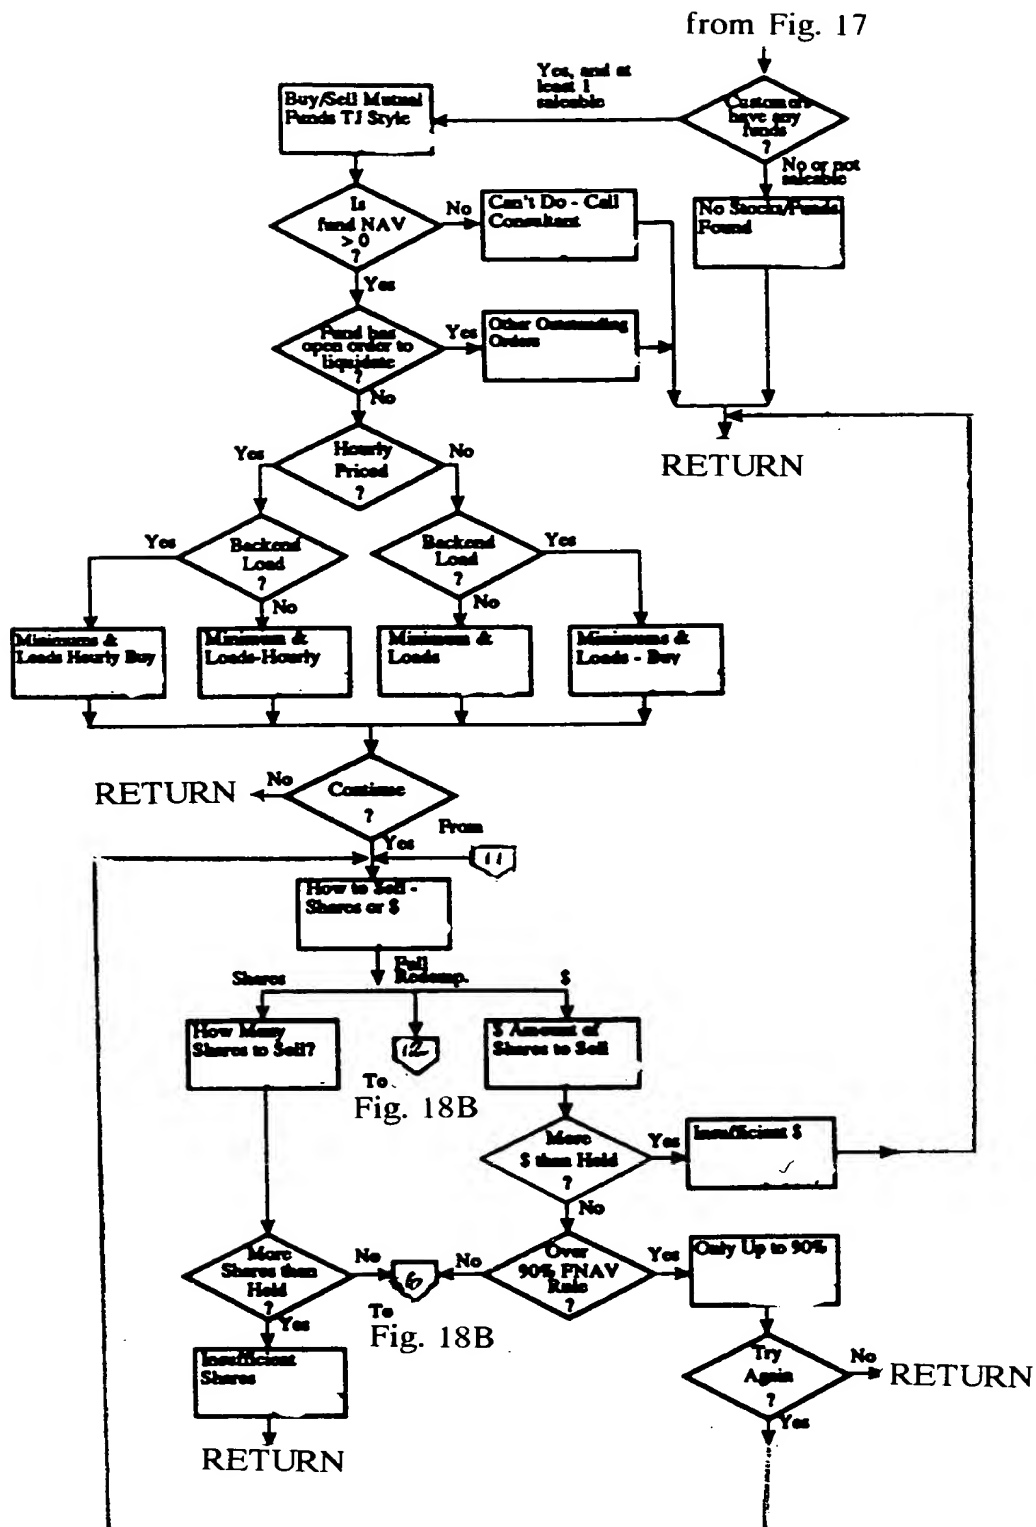 from Fig. 17
Yes, and at
least 1
saleable
Buy/Sell Mutual
Funds TJ Style
Customers
have any
funds
?
No or not
saleable
Is
fund NAV
> 0
?
No
Can't Do - Call
Consultant
No Stocks/Funds
Found
Yes
Fund has
open order to
liquidate
?
Yes
Other Outstanding
Orders
No
RETURN
Yes
Hourly
Priced
?
No
Yes
Backend
Load
?
No
Backend
Load
?
Yes
No
Minimums &
Loads Hourly Buy
Minimum &
Loads-Hourly
Minimum &
Loads
Minimums &
Loads - Buy
RETURN
No
Continue
?
Yes
From
11
How to Sell -
Shares or $
Shares
Full
Redemp.
$
How Many
Shares to Sell?
12
To
Fig. 18B
$ Amount of
Shares to Sell
More
$ than Hold
?
Yes
Insufficient $
No
More
Shares than
Hold
?
No
6
To
Fig. 18B
No
Over
90% PNAV
Rule
?
Yes
Only Up to 90%
Yes
Insufficient
Shares
RETURN
Try
Again
?
No
RETURN
Yes